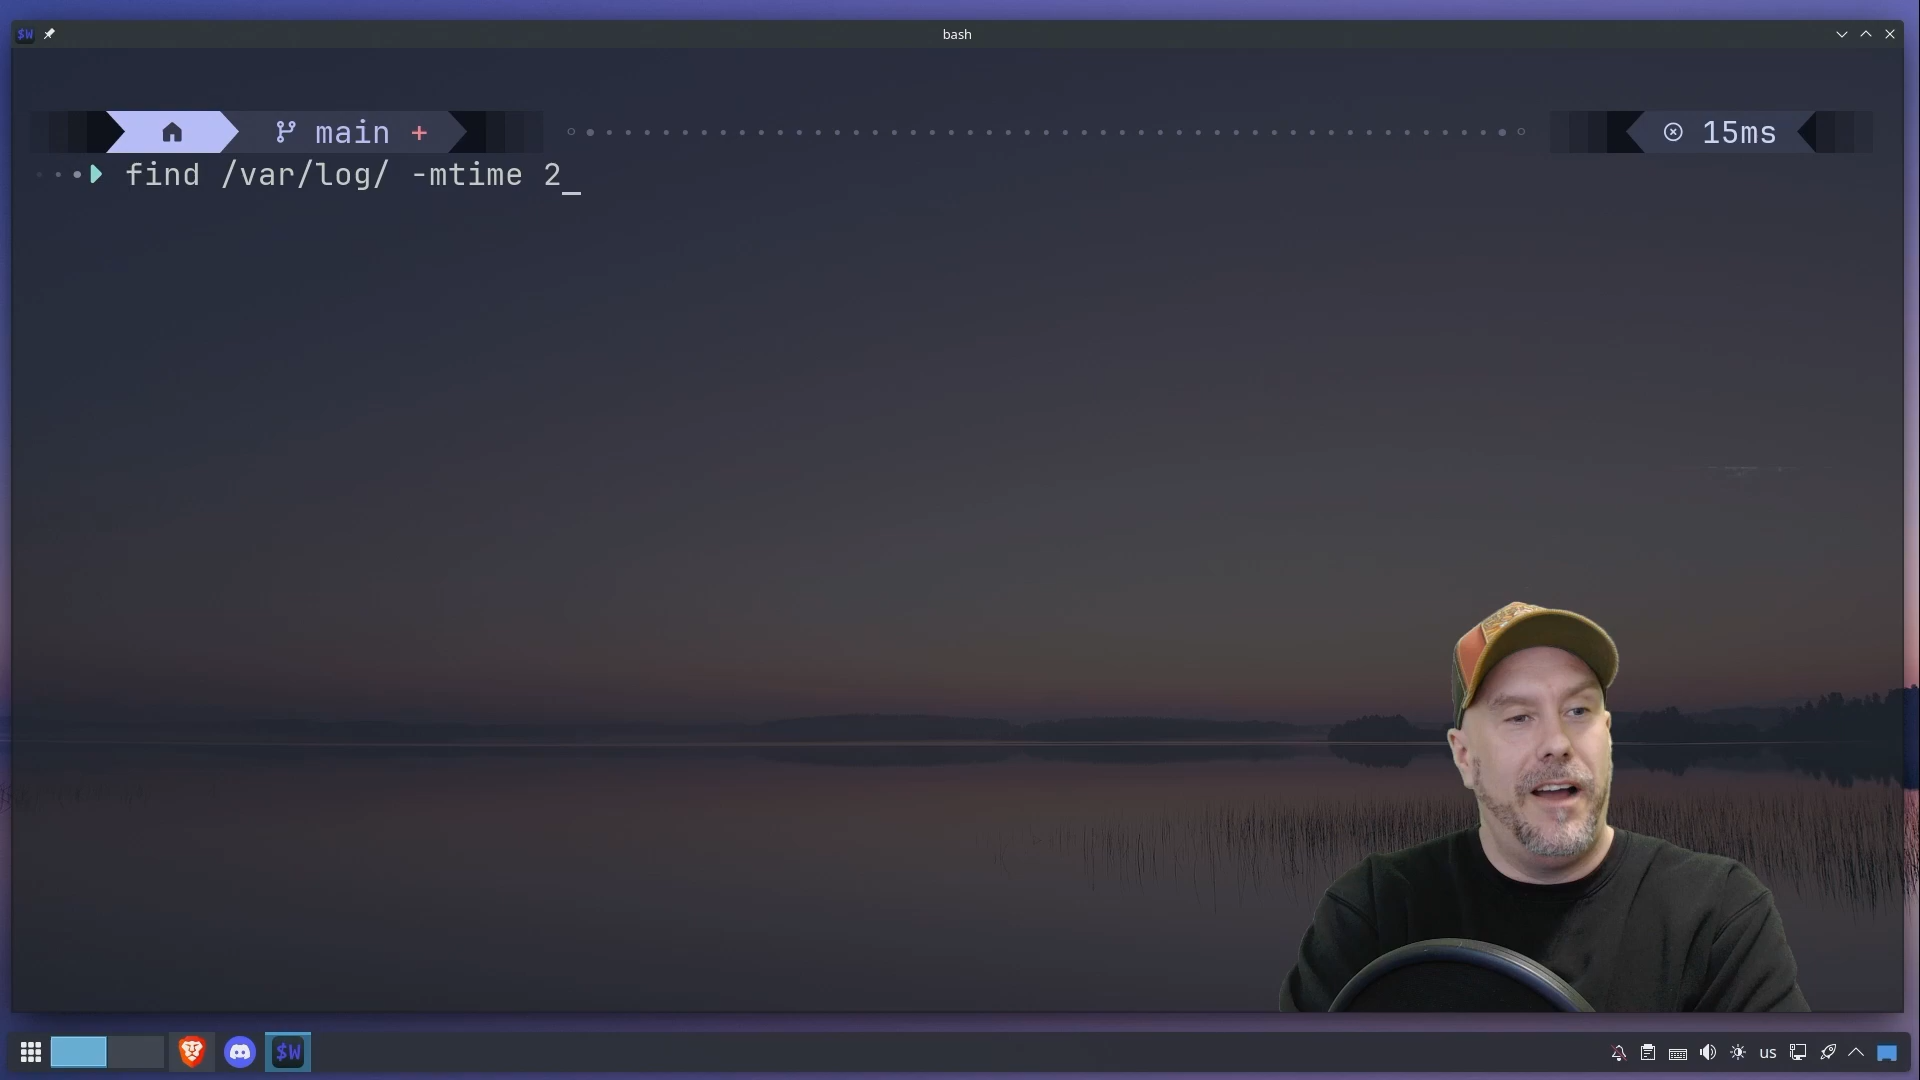 $W
bash
main +
15ms
find /var/log/ -mtime 2_
$W
us